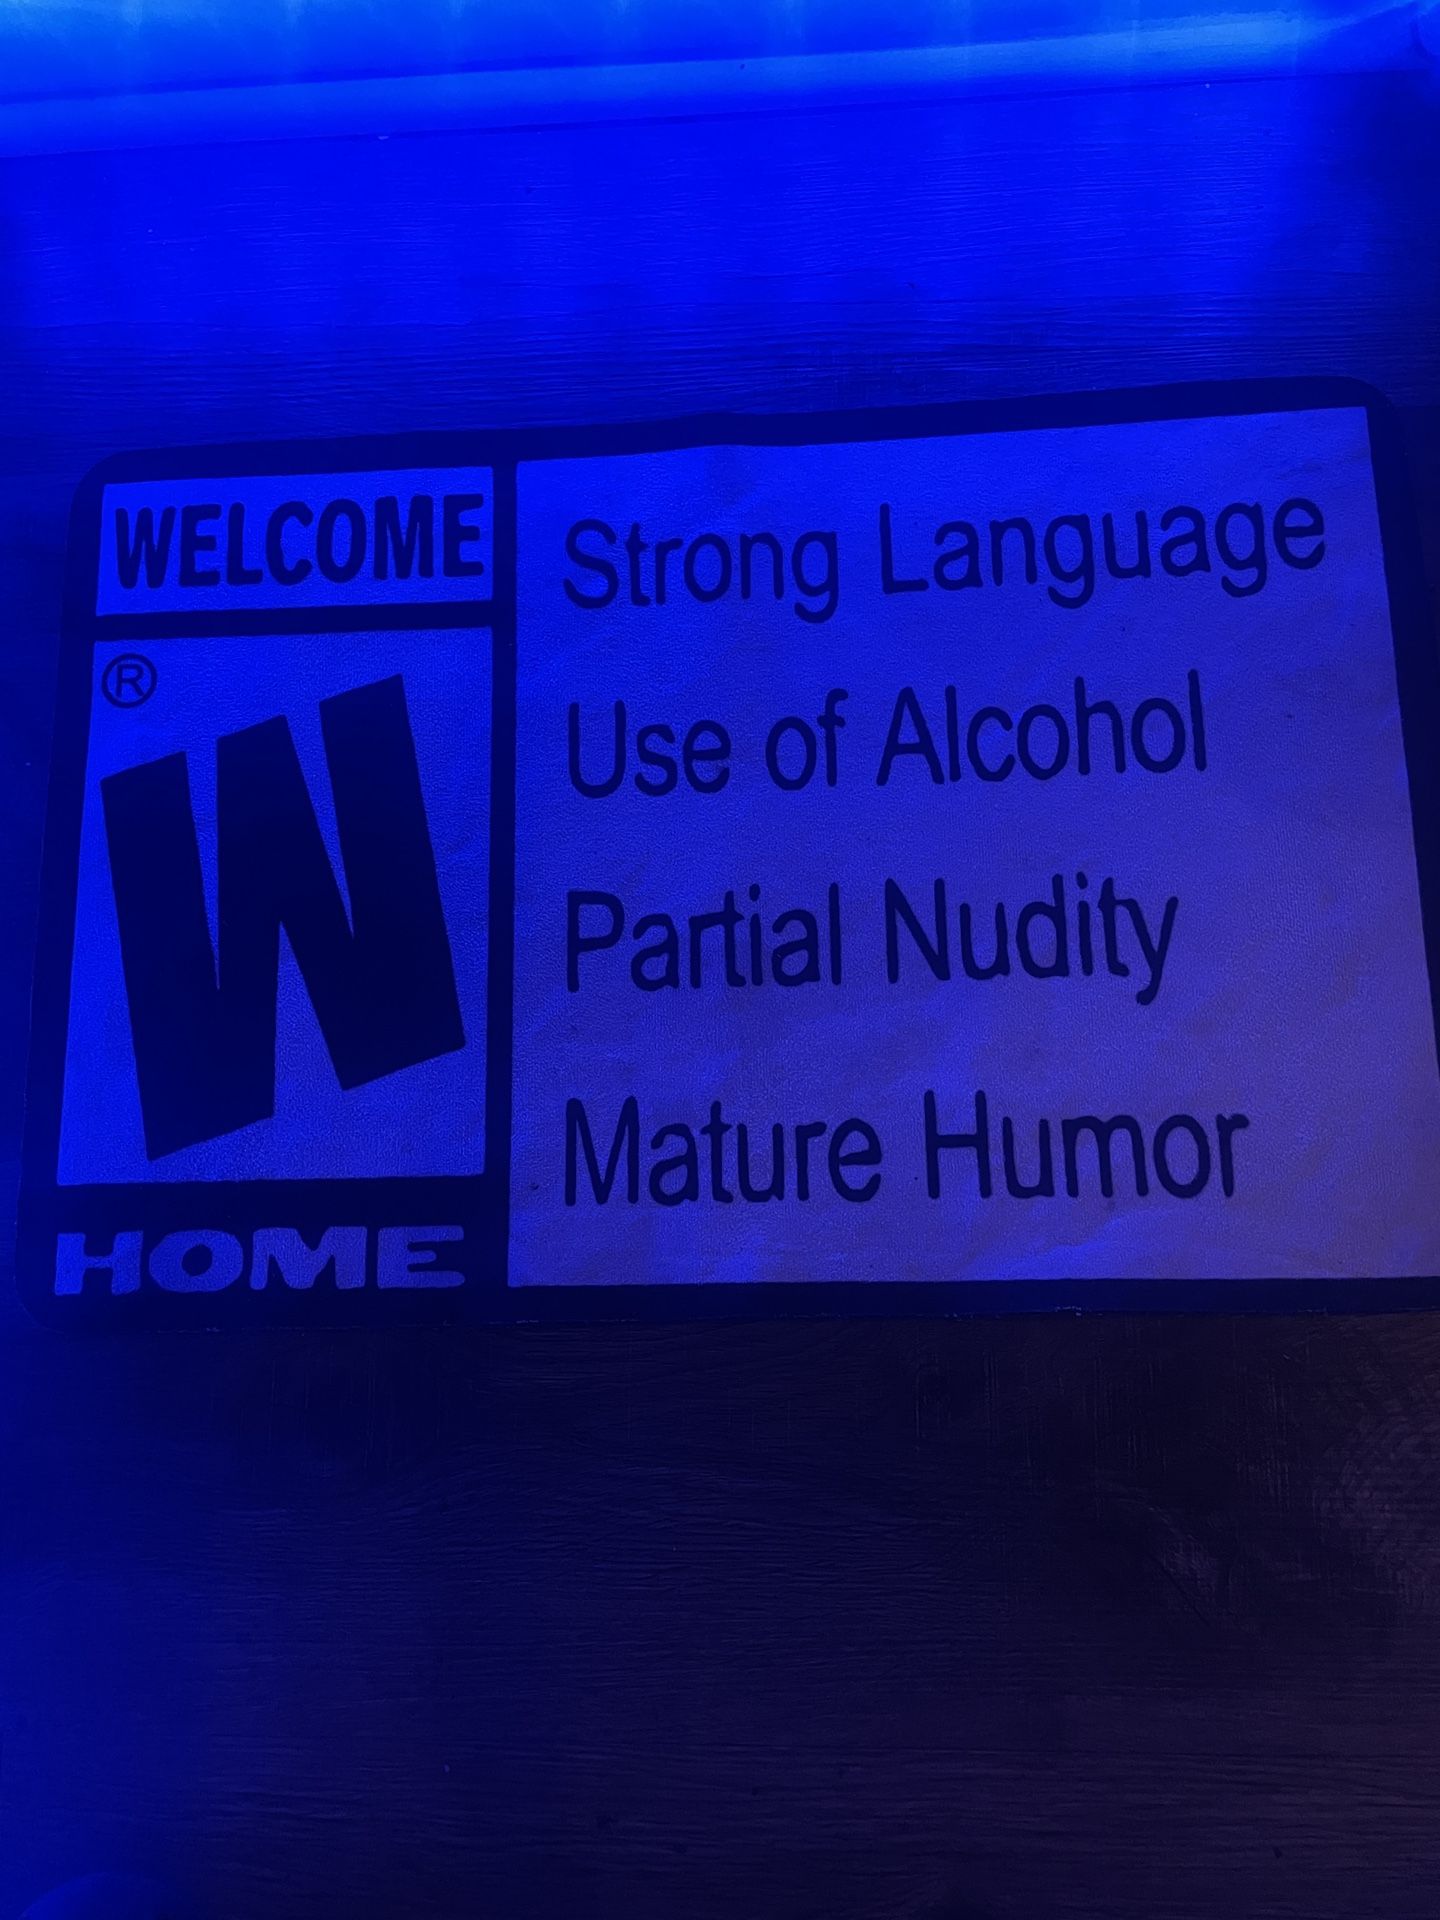 WELCOME
®
W
HOME
Strong Language
Use of Alcohol
Partial Nudity
Mature Humor